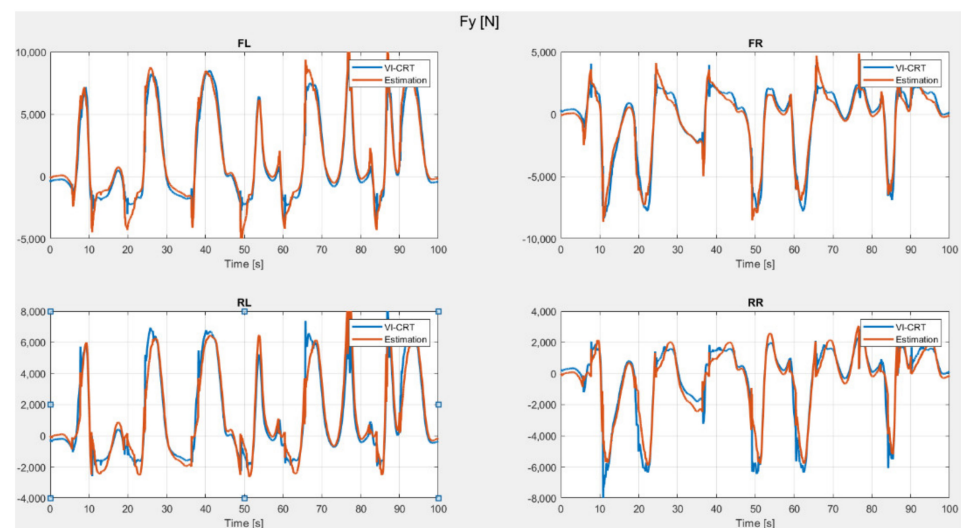 Fy [N]
FL
10,000
5,000
0
-5,000
0 10 20 30 40 50 60 70 80 90 100
Time [s]
VI-CRT
Estimation
FR
5,000
0
-5,000
-10,000
0 10 20 30 40 50 60 70 80 90 100
Time [s]
VI-CRT
Estimation
RL
8,000
6,000
4,000
2,000
0
-2,000
-4,000
0 10 20 30 40 50 60 70 80 90 100
Time [s]
VI-CRT
Estimation
RR
4,000
2,000
0
-2,000
-4,000
-6,000
-8,000
0 10 20 30 40 50 60 70 80 90 100
Time [s]
VI-CRT
Estimation